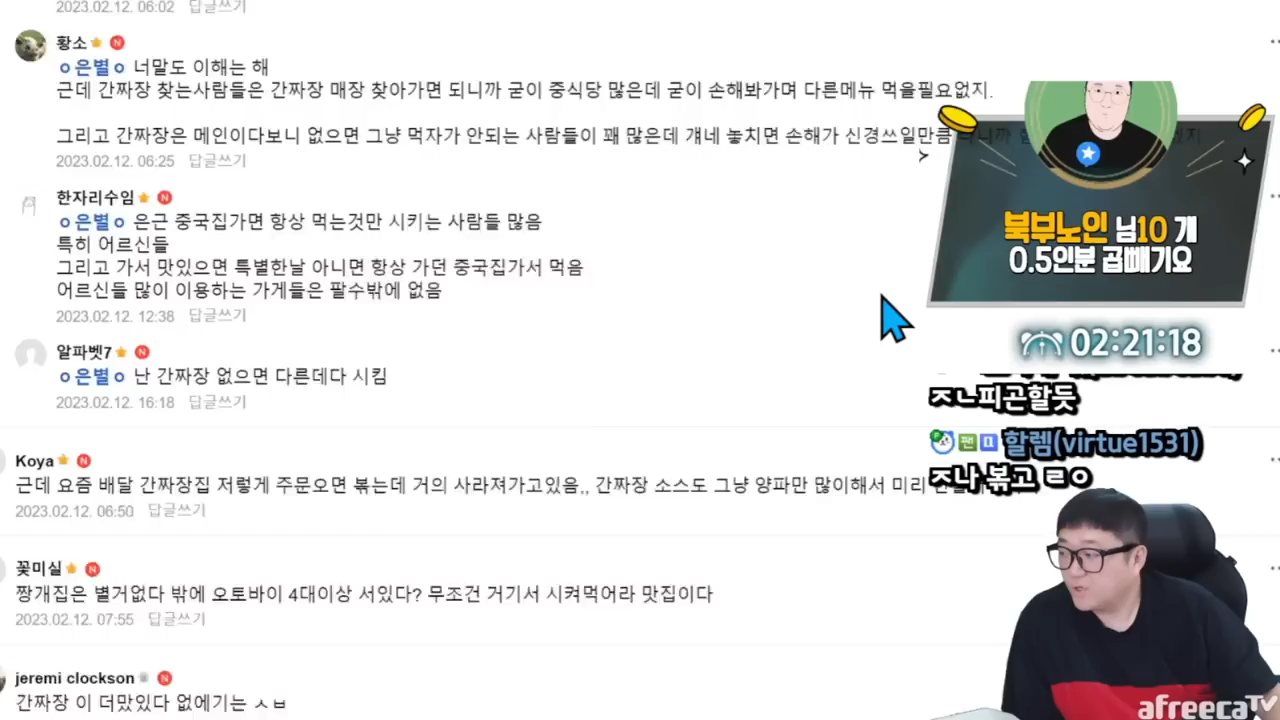 2023.02.12. 06:02 답글쓰기
황소 N
ㅇ은별ㅇ 너말도 이해는 해
근데 간짜장 찾는사람들은 간짜장 매장 찾아가면 되니까 굳이 중식당 많은데 굳이 손해봐가며 다른메뉴 먹을필요없지.
그리고 간짜장은 메인이다보니 없으면 그냥 먹자가 안되는 사람들이 꽤 많은데 걔네 놓치면 손해가 신경쓰일만큼
2023.02.12. 06:25 답글쓰기
한자리수임 N
ㅇ은별ㅇ 은근 중국집가면 항상 먹는것만 시키는 사람들 많음
특히 어르신들
그리고 가서 맛있으면 특별한날 아니면 항상 가던 중국집가서 먹음
어르신들 많이 이용하는 가게들은 팔수밖에 없음
2023.02.12. 12:38 답글쓰기
알파벳7 N
ㅇ은별ㅇ 난 간짜장 없으면 다른데다 시킴
2023.02.12. 16:18 답글쓰기
Koya N
근데 요즘 배달 간짜장집 저렇게 주문오면 볶는데 거의 사라져가고있음,, 간짜장 소스도 그냥 양파만 많이해서 미리
2023.02.12. 06:50 답글쓰기
꽃미실 N
짱개집은 별거없다 밖에 오토바이 4대이상 서있다? 무조건 거기서 시켜먹어라 맛집이다
2023.02.12. 07:55 답글쓰기
jeremi clockson N
간짜장 이 더맛있다 없에기는 ㅅㅂ
북부노인 님10 개
0.5인분 곱빼기요
02:21:18
ㅈㄴ피곤할듯
팬 할렘(virtue1531)
ㅈ나 볶고 ㄹㅇ
afreecaTV